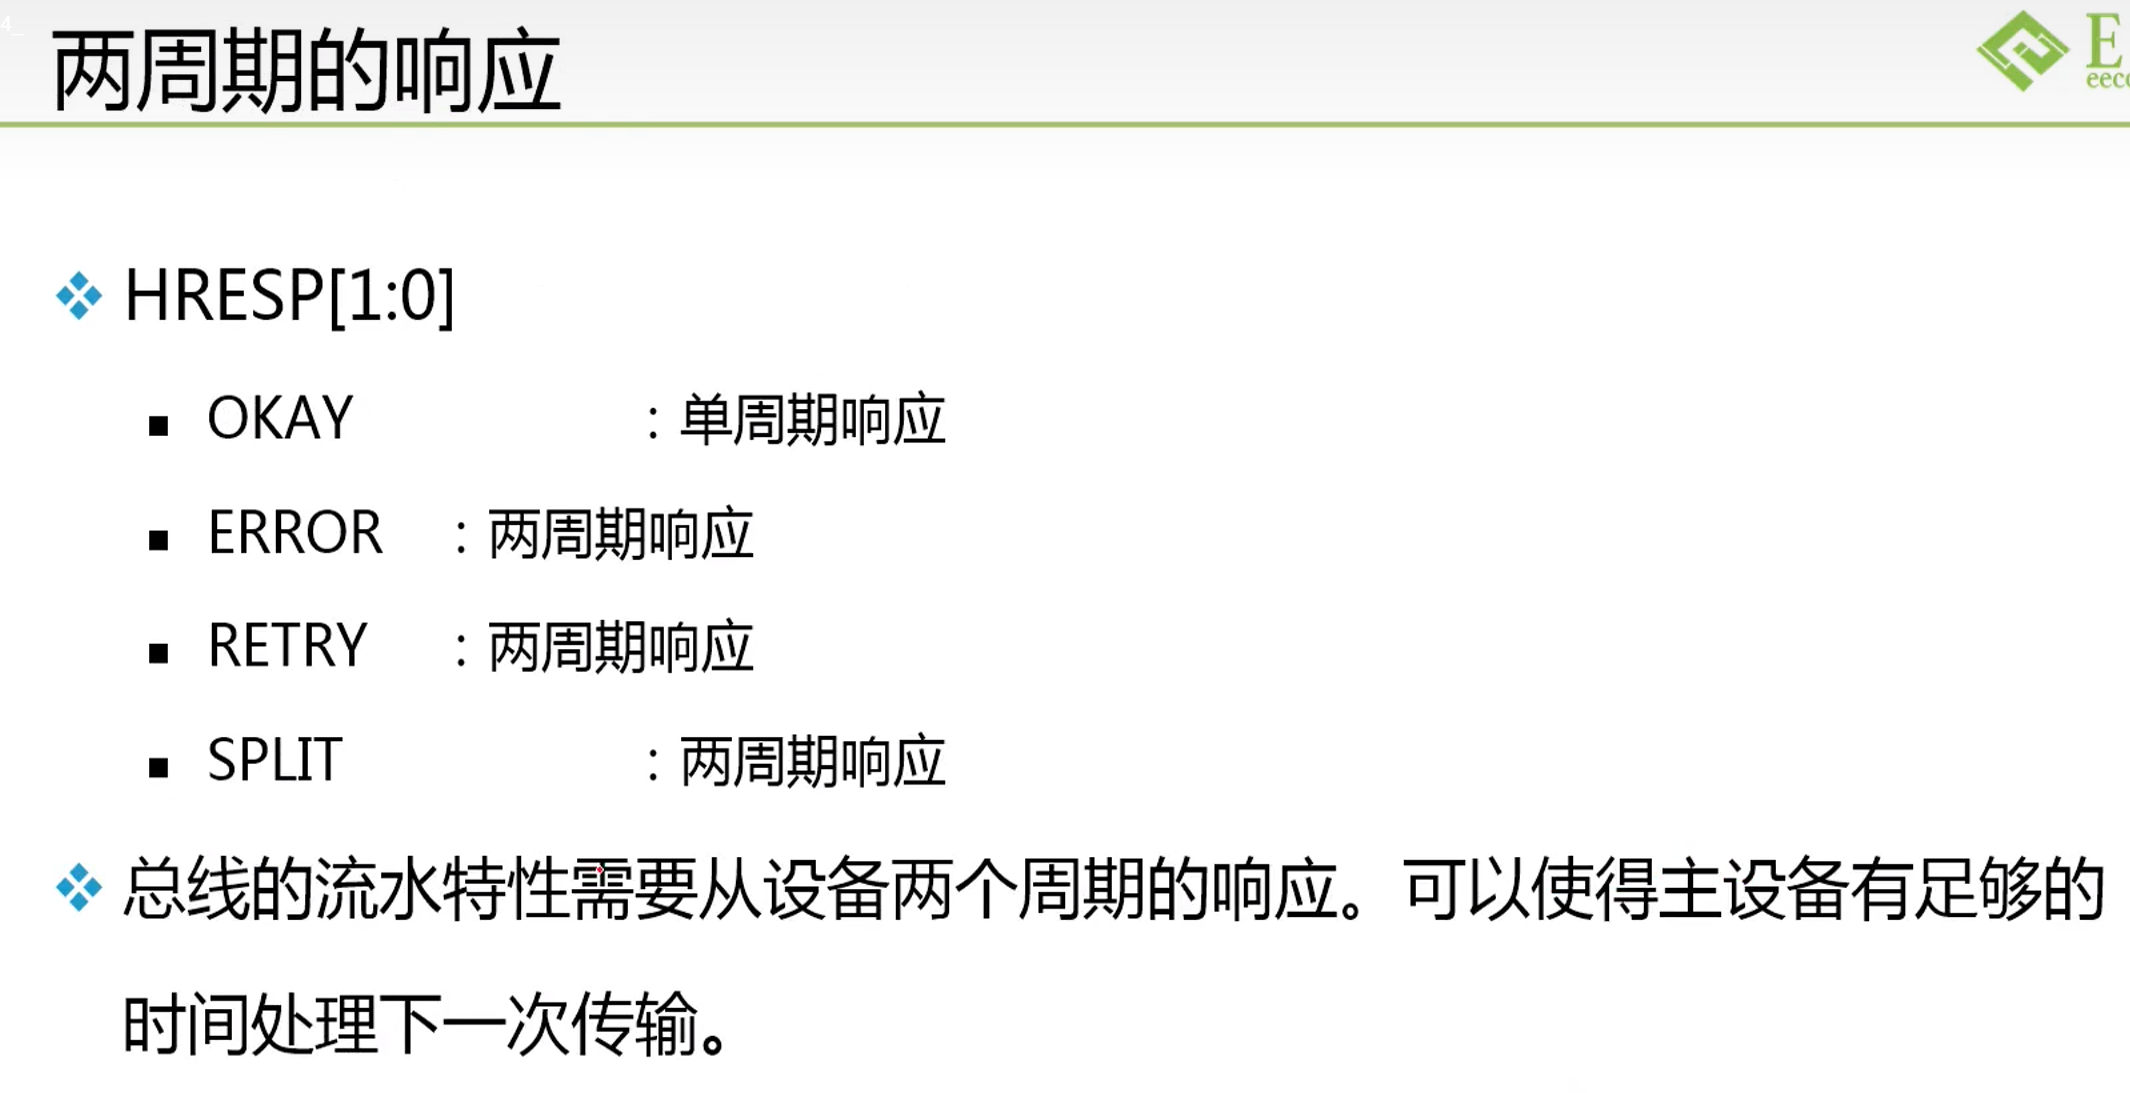 4_
两周期的响应
E
eec
HRESP[1:0]
OKAY : 单周期响应
ERROR : 两周期响应
RETRY : 两周期响应
SPLIT : 两周期响应
总线的流水特性需要从设备两个周期的响应。可以使得主设备有足够的
时间处理下一次传输。